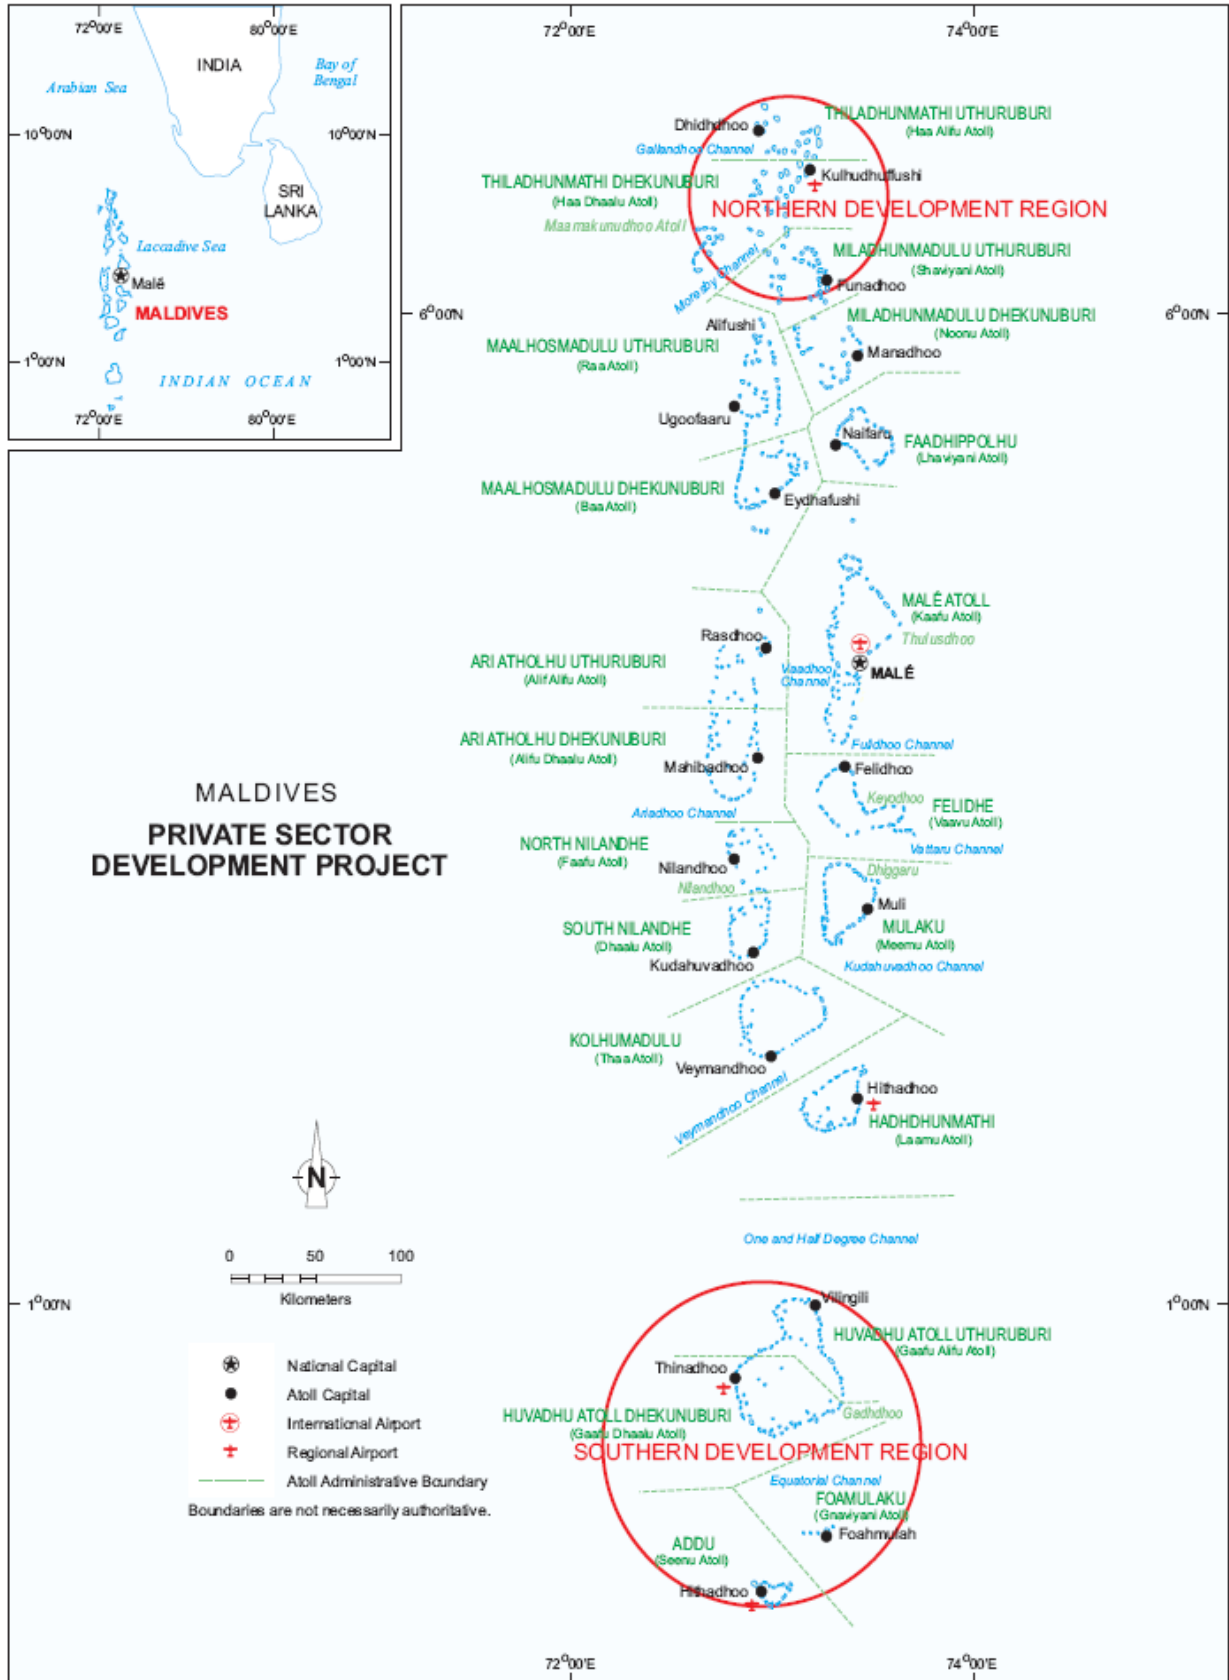 72°00'E
80°00'E
INDIA
Bay of
Bengal
Arabian Sea
10°00'N
10°00'N
SRI
LANKA
Laccadive Sea
Malé
MALDIVES
1°00'N
1°00'N
INDIAN OCEAN
72°00'E
80°00'E
72°00'E
74°00'E
THILADHUNMATHI UTHURUBURI
(Haa Alifu Atoll)
Dhidhdhoo
Gallandhoo Channel
Kulhudhuffushi
THILADHUNMATHI DHEKUNUBURI
(Haa Dhaalu Atoll)
NORTHERN DEVELOPMENT REGION
Maamakunudhoo Atoll
MILADHUNMADULU UTHURUBURI
(Shaviyani Atoll)
Moresby Channel
Funadhoo
6°00'N
6°00'N
MILADHUNMADULU DHEKUNUBURI
(Noonu Atoll)
Alifushi
MAALHOSMADULU UTHURUBURI
(Raa Atoll)
Manadhoo
Ugoofaaru
Naifaru
FAADHIPPOLHU
(Lhaviyani Atoll)
MAALHOSMADULU DHEKUNUBURI
(Baa Atoll)
Eydhafushi
MALÉ ATOLL
(Kaafu Atoll)
Thulusdhoo
Rasdhoo
ARI ATHOLHU UTHURUBURI
(Alif Alifu Atoll)
Vaadhoo
Channel
MALÉ
ARI ATHOLHU DHEKUNUBURI
(Alifu Dhaalu Atoll)
Fulidhoo Channel
Mahibadhoo
Felidhoo
Keyodhoo
FELIDHE
(Vaavu Atoll)
Ariadhoo Channel
Vattaru Channel
MALDIVES
PRIVATE SECTOR
DEVELOPMENT PROJECT
NORTH NILANDHE
(Faafu Atoll)
Nilandhoo
Nilandhoo
Dhiggaru
Muli
MULAKU
(Meemu Atoll)
SOUTH NILANDHE
(Dhaalu Atoll)
Kudahuvadhoo
Kudahuvadhoo Channel
KOLHUMADULU
(Thaa Atoll)
Veymandhoo
Veymandhoo Channel
Hithadhoo
HADHDHUNMATHI
(Laamu Atoll)
N
One and Half Degree Channel
0 50 100
Kilometers
1°00'N
1°00'N
Vilingili
HUVADHU ATOLL UTHURUBURI
(Gaafu Alifu Atoll)
Thinadhoo
HUVADHU ATOLL DHEKUNUBURI
(Gaafu Dhaalu Atoll)
Gadhdhoo
SOUTHERN DEVELOPMENT REGION
Equatorial Channel
FOAMULAKU
(Gnaviyani Atoll)
Foahmulah
ADDU
(Seenu Atoll)
Hithadhoo
National Capital
Atoll Capital
International Airport
Regional Airport
Atoll Administrative Boundary
Boundaries are not necessarily authoritative.
72°00'E
74°00'E